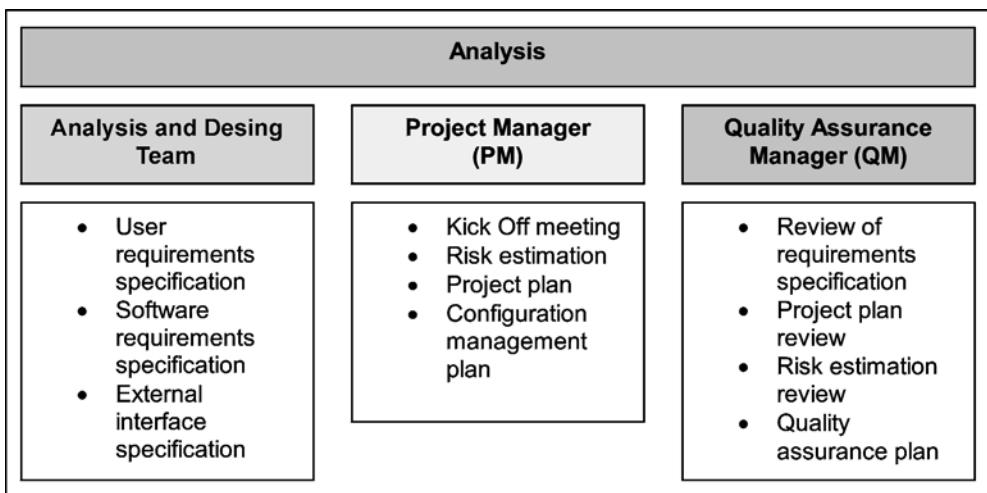 Analysis
Analysis and Desing
Team
• User
requirements
specification
• Software
requirements
specification
• External
interface
specification
Project Manager
(PM)
• Kick Off meeting
• Risk estimation
• Project plan
• Configuration
management
plan
Quality Assurance
Manager (QM)
• Review of
requirements
specification
• Project plan
review
• Risk estimation
review
• Quality
assurance plan